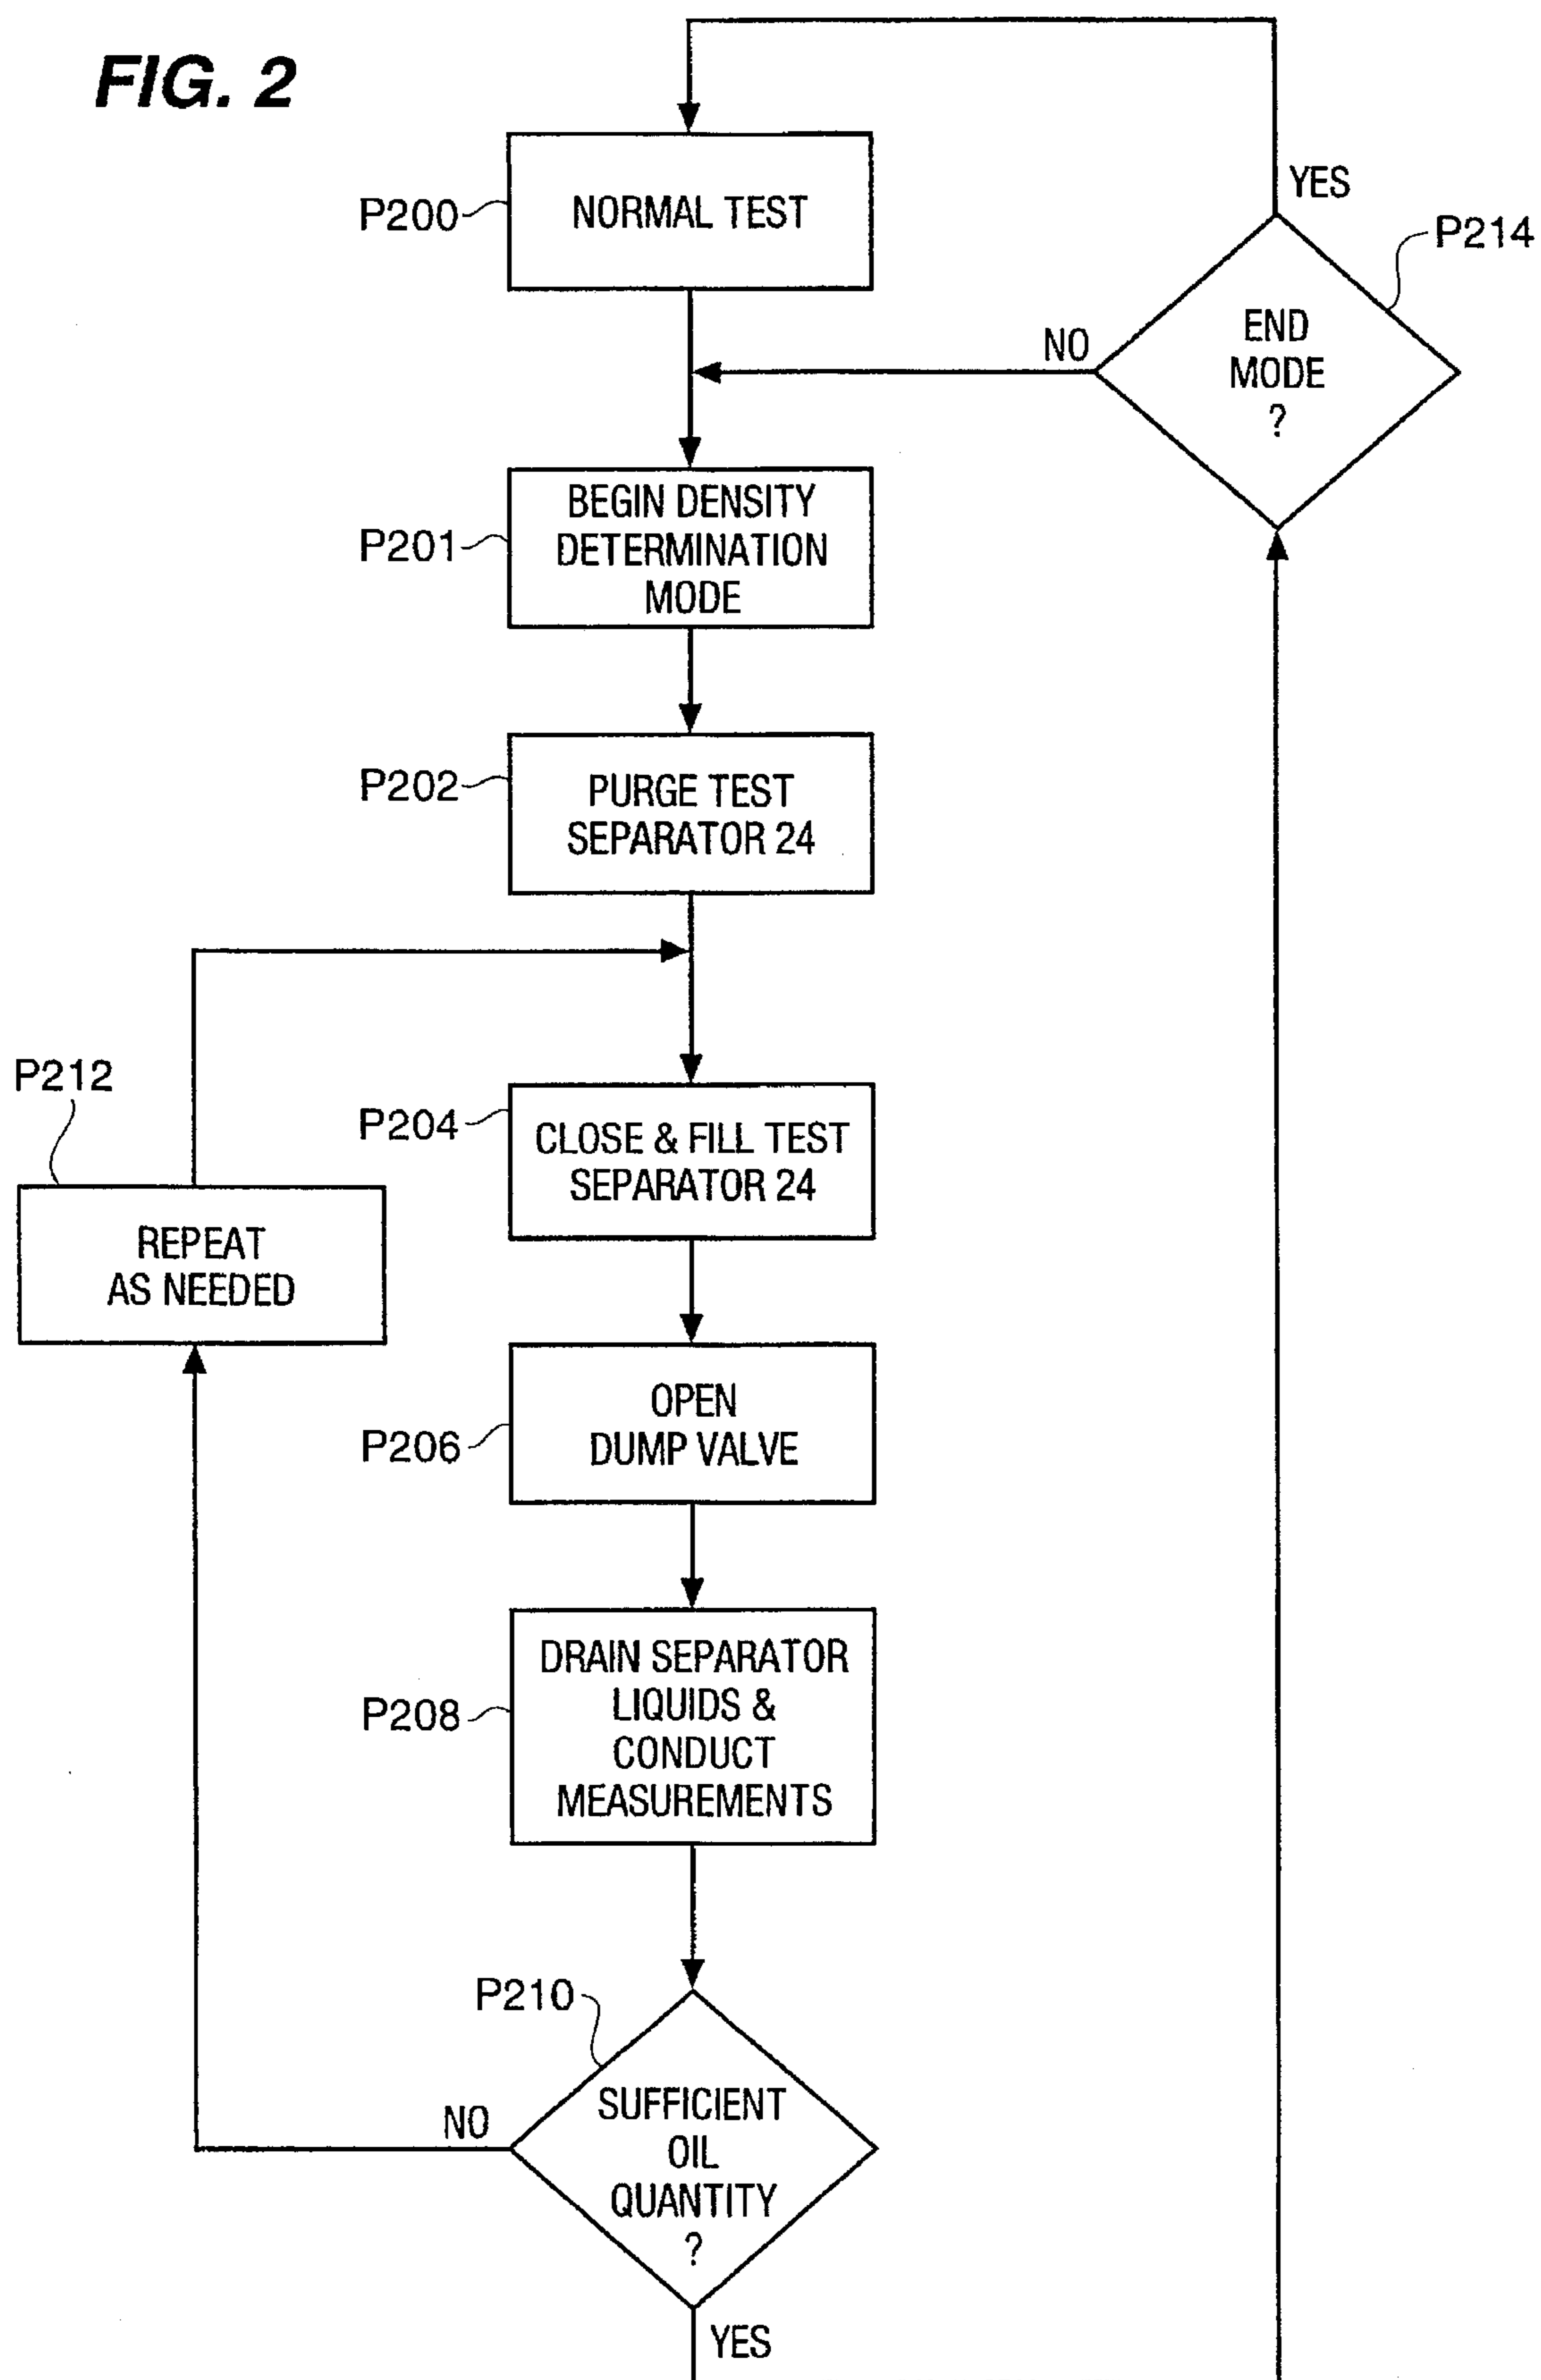 FIG. 2
P200
NORMAL TEST
YES
P214
END
MODE
?
NO
P201
BEGIN DENSITY
DETERMINATION
MODE
P202
PURGE TEST
SEPARATOR 24
P212
REPEAT
AS NEEDED
P204
CLOSE & FILL TEST
SEPARATOR 24
P206
OPEN
DUMP VALVE
P208
DRAIN SEPARATOR
LIQUIDS &
CONDUCT
MEASUREMENTS
P210
SUFFICIENT
OIL
QUANTITY
?
NO
YES